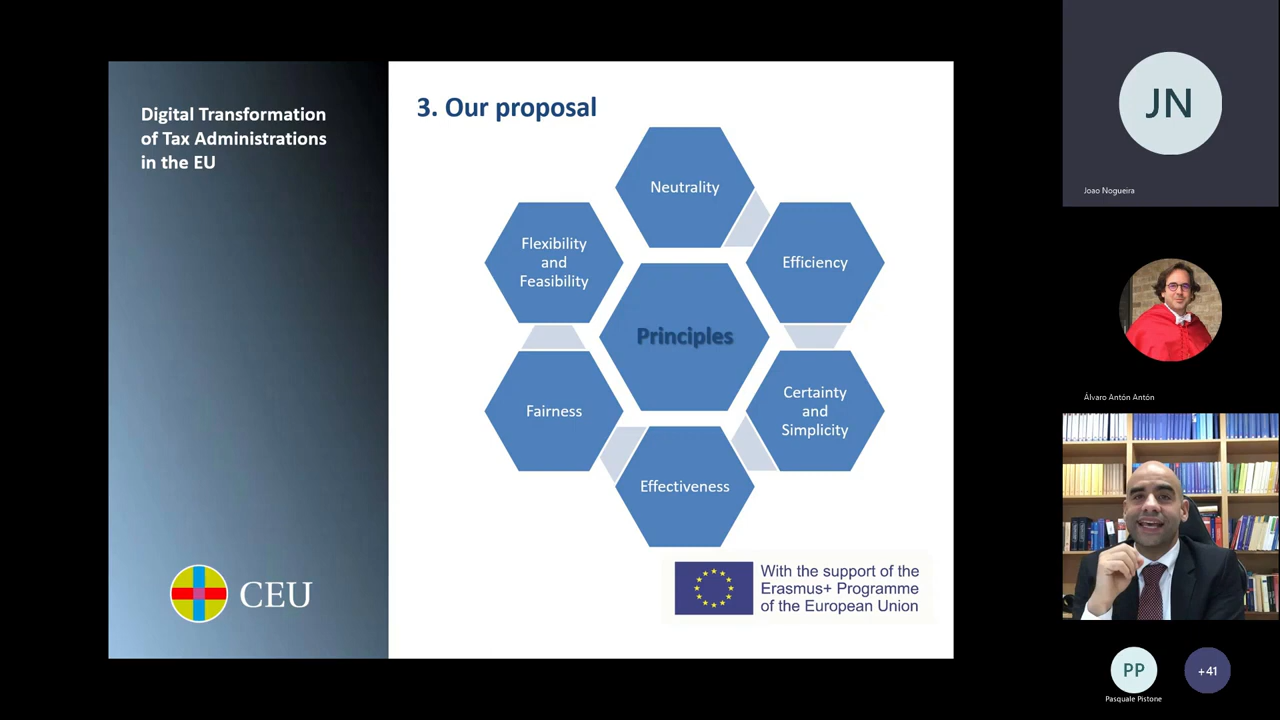 Digital Transformation
of Tax Administrations
in the EU
3. Our proposal
Neutrality
Efficiency
Certainty
and
Simplicity
Effectiveness
Fairness
Flexibility
and
Feasibility
Principles
CEU
With the support of the
Erasmus+ Programme
of the European Union
JN
Joao Nogueira
Álvaro Antón Antón
PP
Pasquale Pistone
+41